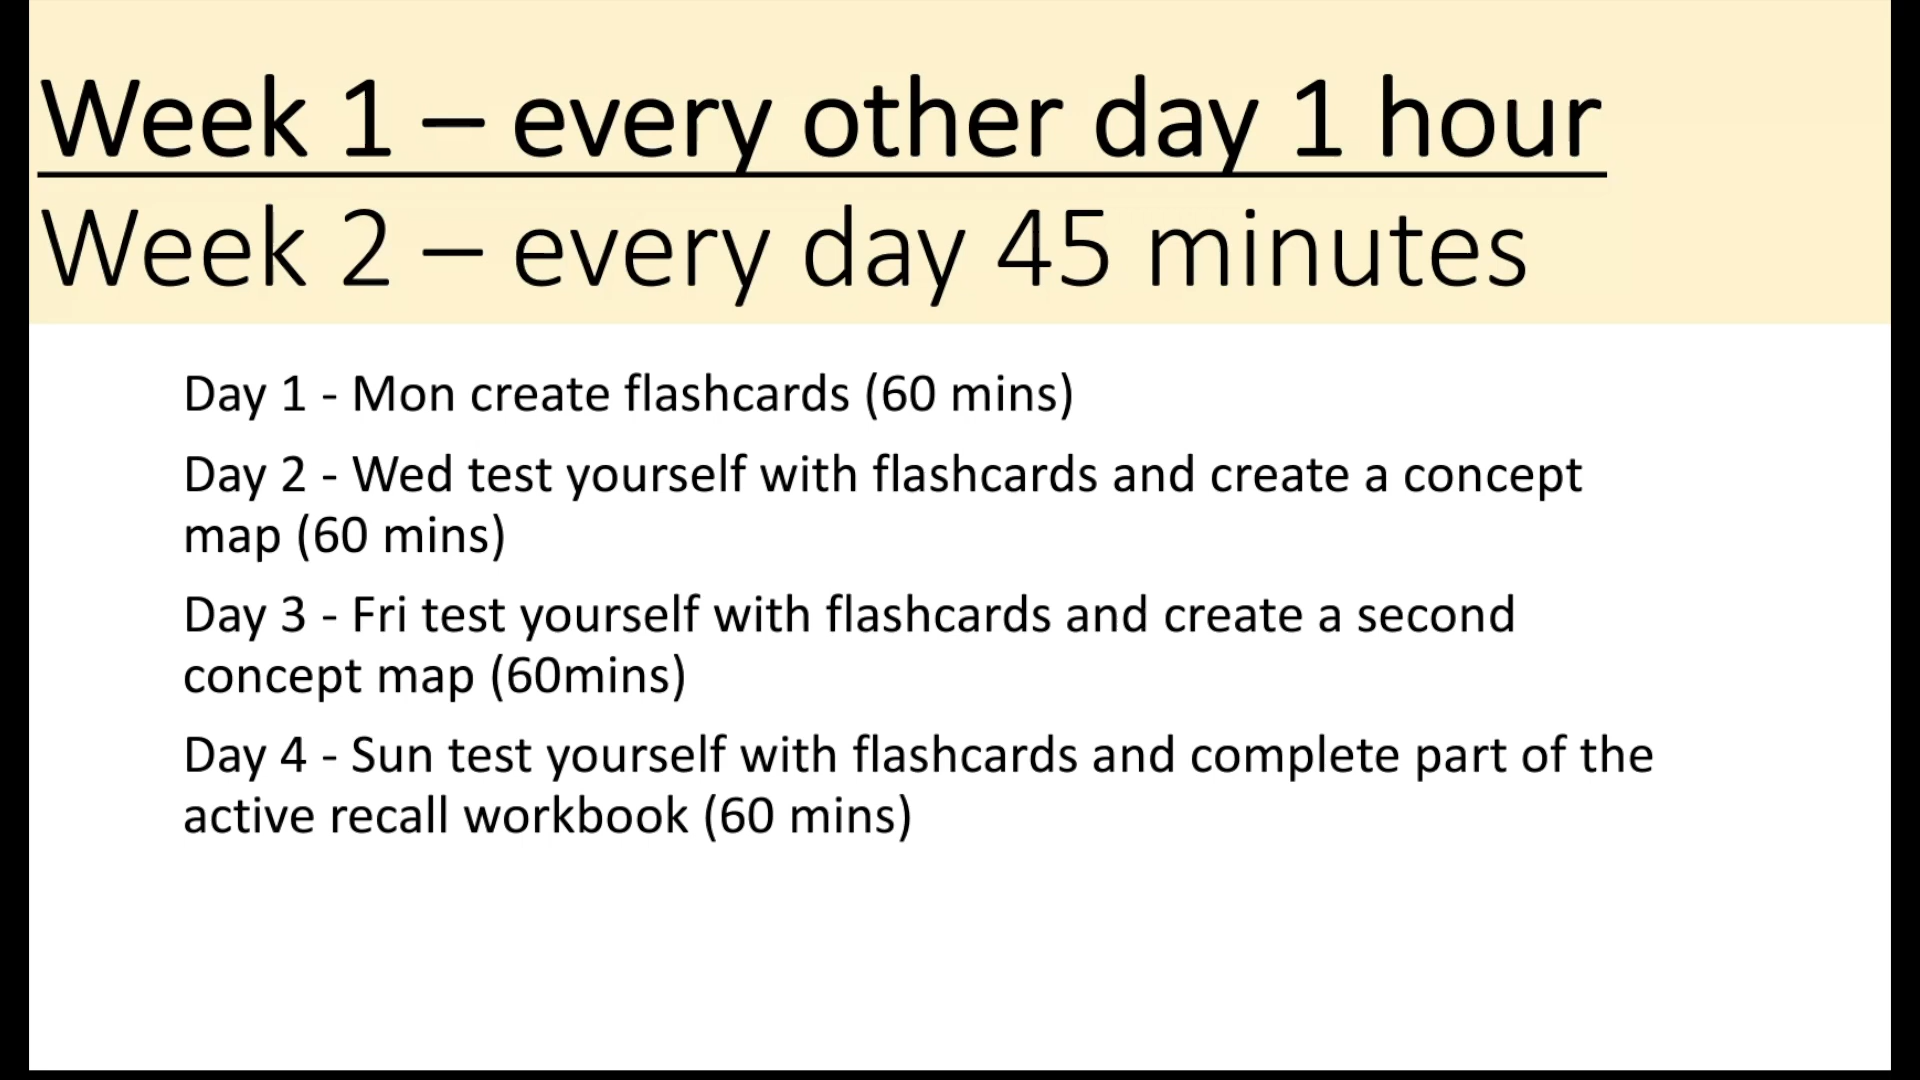 Week 1 – every other day 1 hour
Week 2 – every day 45 minutes
Day 1 - Mon create flashcards (60 mins)
Day 2 - Wed test yourself with flashcards and create a concept
map (60 mins)
Day 3 - Fri test yourself with flashcards and create a second
concept map (60mins)
Day 4 - Sun test yourself with flashcards and complete part of the
active recall workbook (60 mins)